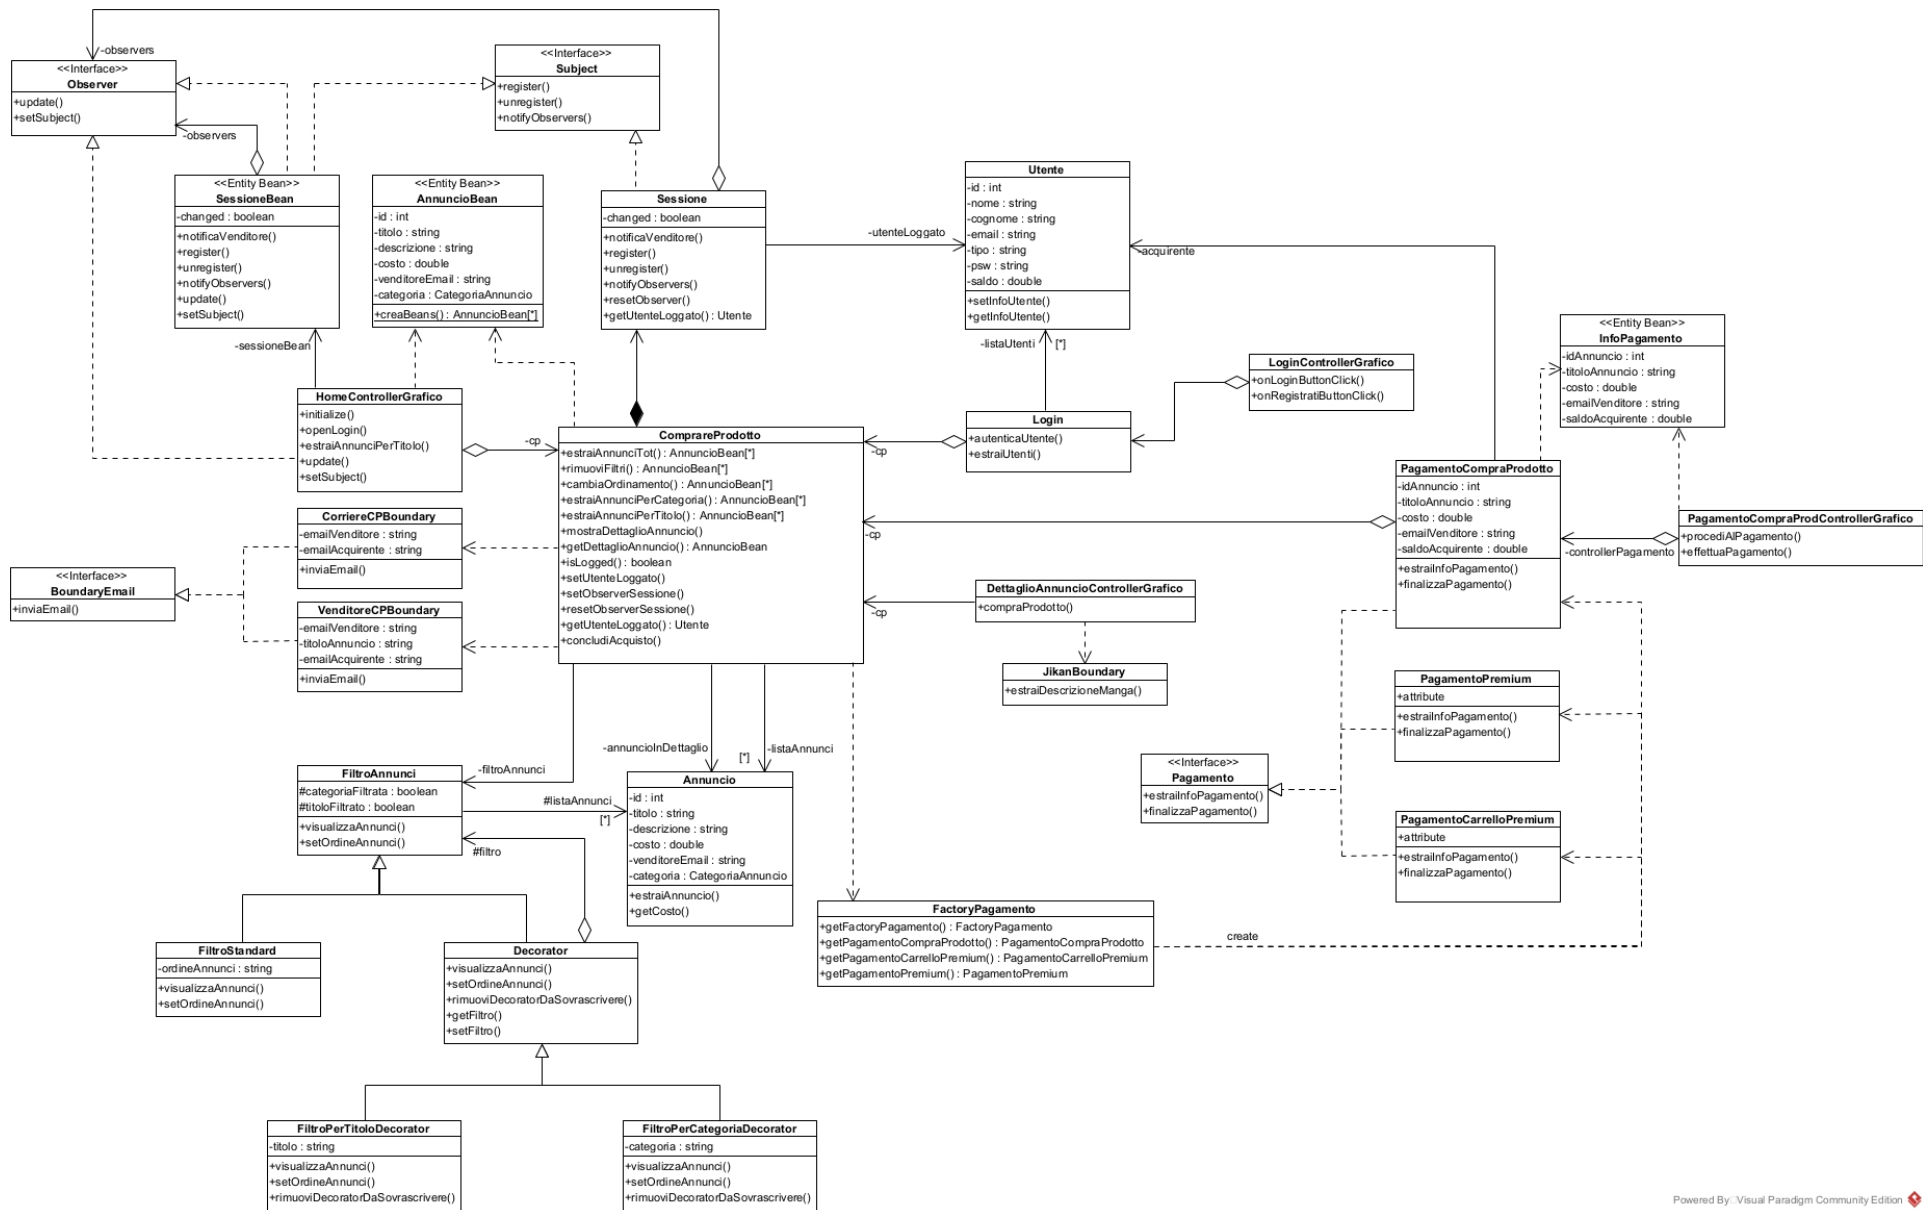 -observers
<<Interface>>
Observer
+update()
+setSubject()
-observers
<<Interface>>
Subject
+register()
+unregister()
+notifyObservers()
<<Entity Bean>>
SessioneBean
-changed : boolean
+notificaVenditore()
+register()
+unregister()
+notifyObservers()
+update()
+setSubject()
<<Entity Bean>>
AnnuncioBean
-id : int
-titolo : string
-descrizione : string
-costo : double
-venditoreEmail : string
-categoria : CategoriaAnnuncio
+creaBeans() : AnnuncioBean[*]
Sessione
-changed : boolean
+notificaVenditore()
+register()
+unregister()
+notifyObservers()
+resetObserver()
+getUtenteLoggato() : Utente
-utenteLoggato
Utente
-id : int
-nome : string
-cognome : string
-email : string
-tipo : string
-psw : string
-saldo : double
+setInfoUtente()
+getInfoUtente()
-acquirente
-sessioneBean
-listaUtenti
[*]
<<Entity Bean>>
InfoPagamento
-idAnnuncio : int
-titoloAnnuncio : string
-costo : double
-emailVenditore : string
-saldoAcquirente : double
LoginControllerGrafico
+onLoginButtonClick()
+onRegistratiButtonClick()
HomeControllerGrafico
+initialize()
+openLogin()
+estraiAnnunciPerTitolo()
+update()
+setSubject()
-cp
ComprareProdotto
+estraiAnnunciTot() : AnnuncioBean[*]
+rimuoviFiltri() : AnnuncioBean[*]
+cambiaOrdinamento() : AnnuncioBean[*]
+estraiAnnunciPerCategoria() : AnnuncioBean[*]
+estraiAnnunciPerTitolo() : AnnuncioBean[*]
+mostraDettaglioAnnuncio()
+getDettaglioAnnuncio() : AnnuncioBean
+isLogged() : boolean
+setUtenteLoggato()
+setObserverSessione()
+resetObserverSessione()
+getUtenteLoggato() : Utente
+concludiAcquisto()
Login
+autenticaUtente()
+estraiUtenti()
-cp
-cp
-cp
PagamentoCompraProdotto
-idAnnuncio : int
-titoloAnnuncio : string
-costo : double
-emailVenditore : string
-saldoAcquirente : double
+estraiInfoPagamento()
+finalizzaPagamento()
PagamentoCompraProdControllerGrafico
+procediAlPagamento()
+effettuaPagamento()
-controllerPagamento
CorriereCPBoundary
-emailVenditore : string
-emailAcquirente : string
+inviaEmail()
<<Interface>>
BoundaryEmail
+inviaEmail()
VenditoreCPBoundary
-emailVenditore : string
-titoloAnnuncio : string
-emailAcquirente : string
+inviaEmail()
DettaglioAnnuncioControllerGrafico
+compraProdotto()
JikanBoundary
+estraiDescrizioneManga()
PagamentoPremium
+attribute
+estraiInfoPagamento()
+finalizzaPagamento()
<<Interface>>
Pagamento
+estraiInfoPagamento()
+finalizzaPagamento()
PagamentoCarrelloPremium
+attribute
+estraiInfoPagamento()
+finalizzaPagamento()
-annuncioInDettaglio
[*]
-listaAnnunci
-filtroAnnunci
FiltroAnnunci
#categoriaFiltrata : boolean
#titoloFiltrato : boolean
+visualizzaAnnunci()
+setOrdineAnnunci()
#listaAnnunci
[*]
#filtro
Annuncio
-id : int
-titolo : string
-descrizione : string
-costo : double
-venditoreEmail : string
-categoria : CategoriaAnnuncio
+estraiAnnuncio()
+getCosto()
FactoryPagamento
+getFactoryPagamento() : FactoryPagamento
+getPagamentoCompraProdotto() : PagamentoCompraProdotto
+getPagamentoCarrelloPremium() : PagamentoCarrelloPremium
+getPagamentoPremium() : PagamentoPremium
create
FiltroStandard
-ordineAnnunci : string
+visualizzaAnnunci()
+setOrdineAnnunci()
Decorator
+visualizzaAnnunci()
+setOrdineAnnunci()
+rimuoviDecoratorDaSovrascrivere()
+getFiltro()
+setFiltro()
FiltroPerTitoloDecorator
-titolo : string
+visualizzaAnnunci()
+setOrdineAnnunci()
+rimuoviDecoratorDaSovrascrivere()
FiltroPerCategoriaDecorator
-categoria : string
+visualizzaAnnunci()
+setOrdineAnnunci()
+rimuoviDecoratorDaSovrascrivere()
Powered By Visual Paradigm Community Edition